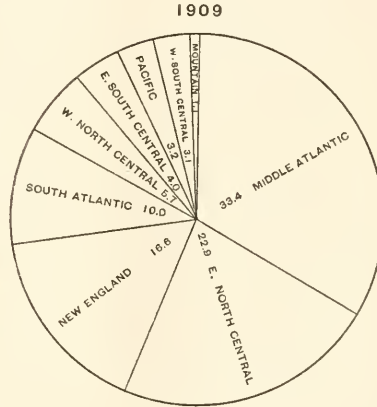 1909
MOUNTAIN 1.1
33.4 MIDDLE ATLANTIC
22.9 E. NORTH CENTRAL
16.6 NEW ENGLAND
SOUTH ATLANTIC 10.0
W. NORTH CENTRAL 5.7
E. SOUTH CENTRAL 4.0
PACIFIC 3.2
W. SOUTH CENTRAL 3.1